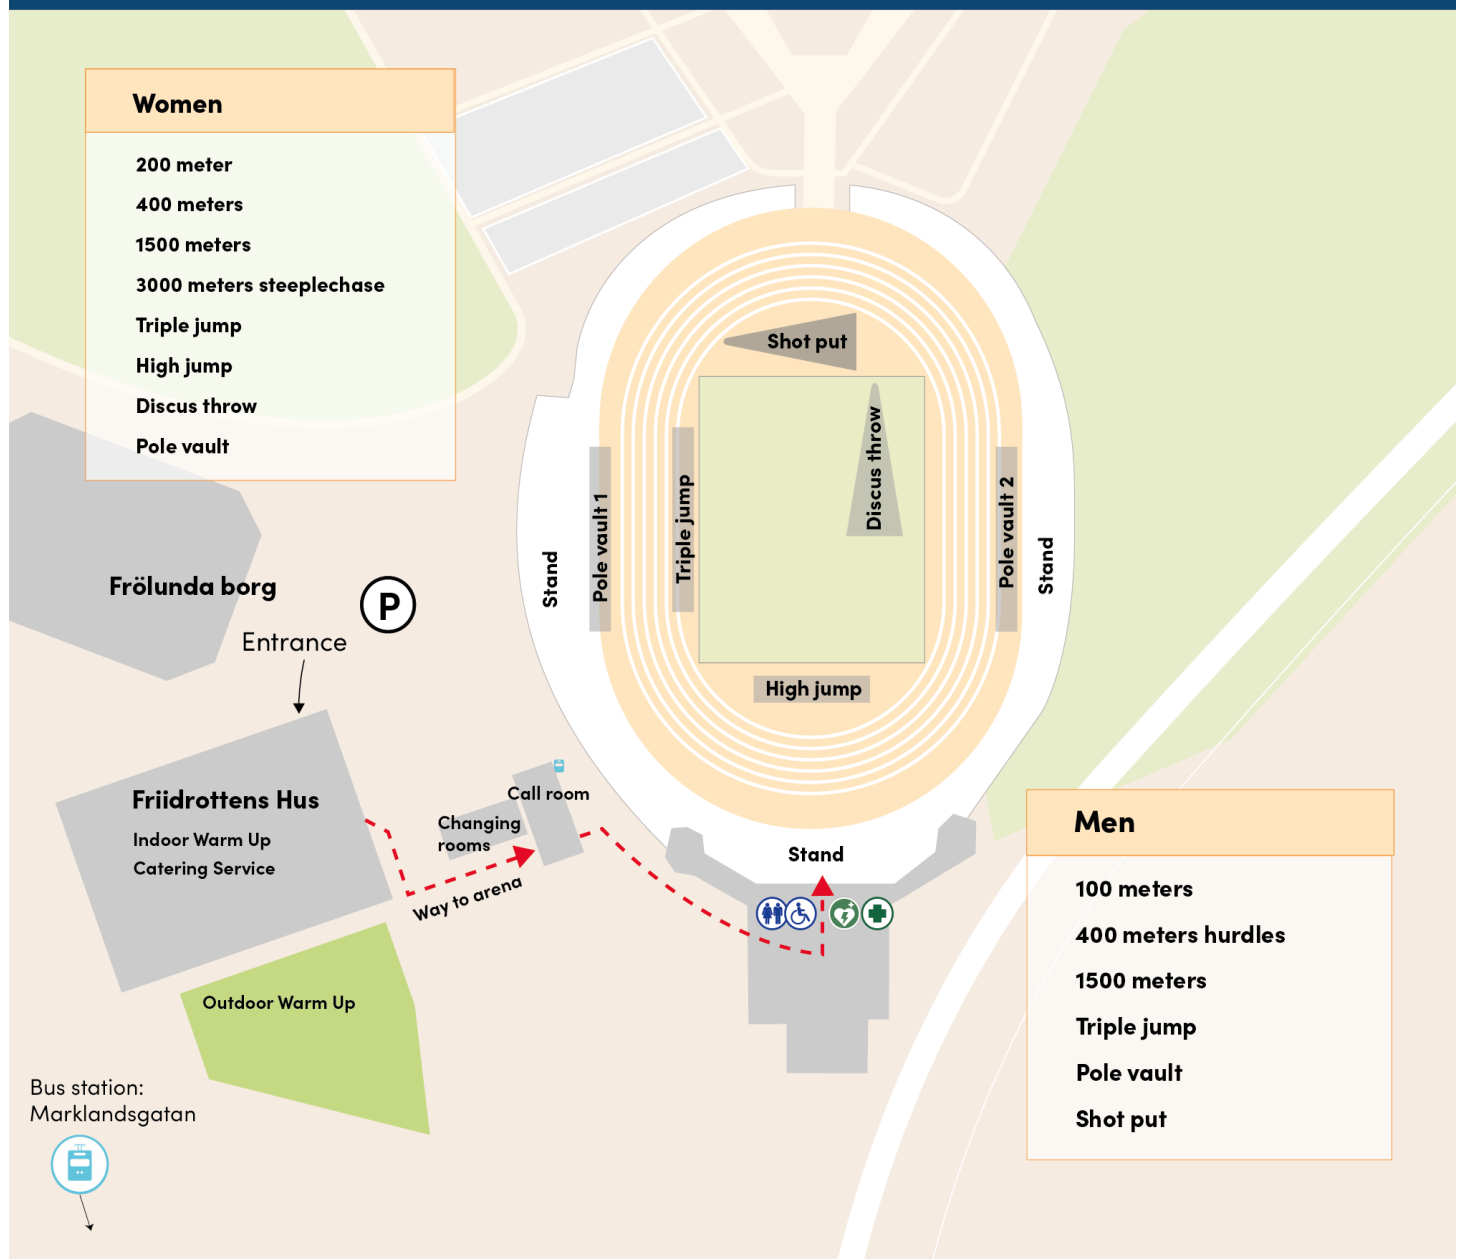 Women
200 meter
400 meters
1500 meters
3000 meters steeplechase
Triple jump
High jump
Discus throw
Pole vault
Shot put
Discus throw
Triple jump
Pole vault 1
Pole vault 2
Stand
Stand
High jump
Frölunda borg
P
Entrance
Friidrottens Hus
Indoor Warm Up
Catering Service
Call room
Changing
rooms
Way to arena
Stand
Outdoor Warm Up
Bus station:
Marklandsgatan
Men
100 meters
400 meters hurdles
1500 meters
Triple jump
Pole vault
Shot put